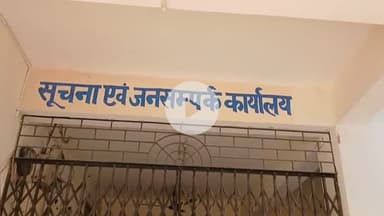 सूचना एवं जनसम्पर्क कार्यालय